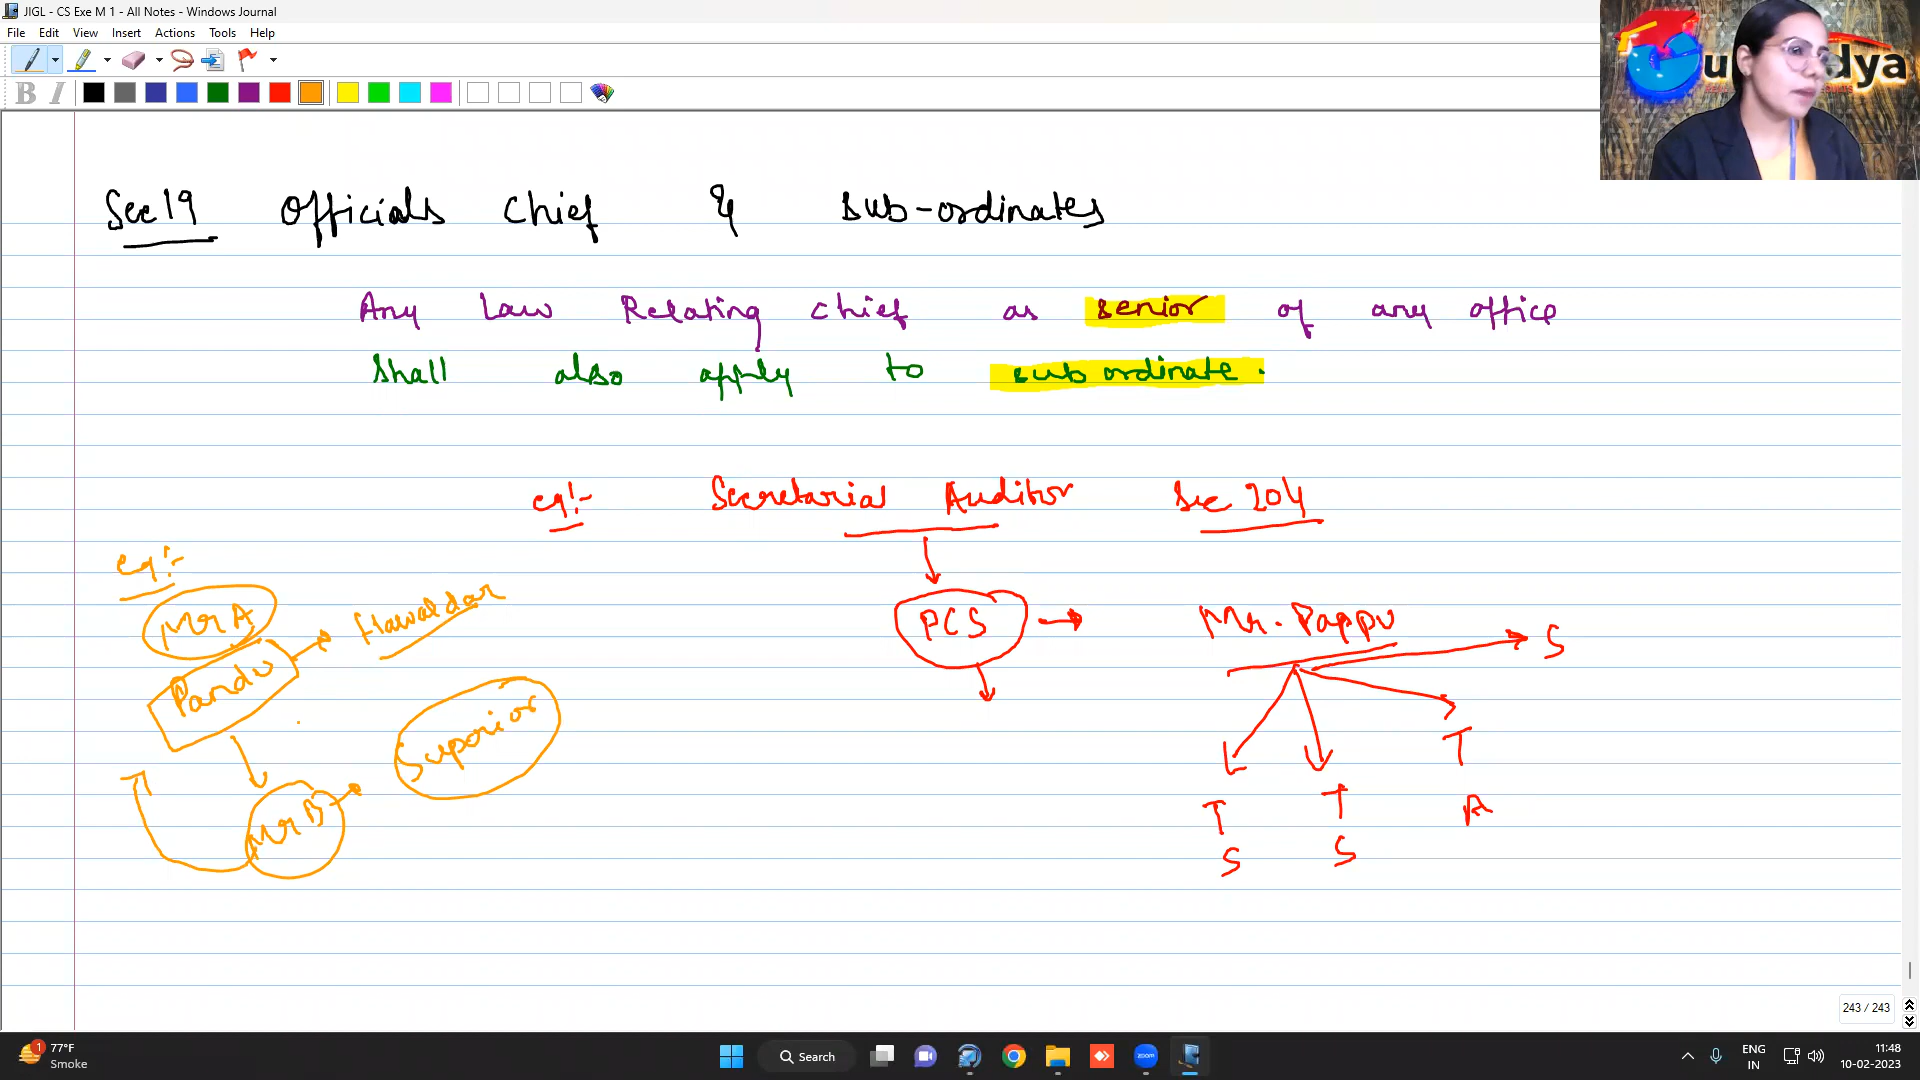 JIGL - CS Exe M 1 - All Notes - Windows Journal
File Edit View Insert Actions Tools Help
B I
Sec 19 Officials Chief & sub-ordinates
Any Law Relating chief as senior of any office
shall also apply to sub ordinate.
eg:- Secretarial Auditor Sec 204
eg:-
Mr A
Hawaldar
Pandu
PCS
Mr. Pappu
S
Superior
Mr B
T
T
T
A
S
S
243 / 243
1
77°F
Smoke
Search
zoom
ENG
IN
11:48
10-02-2023